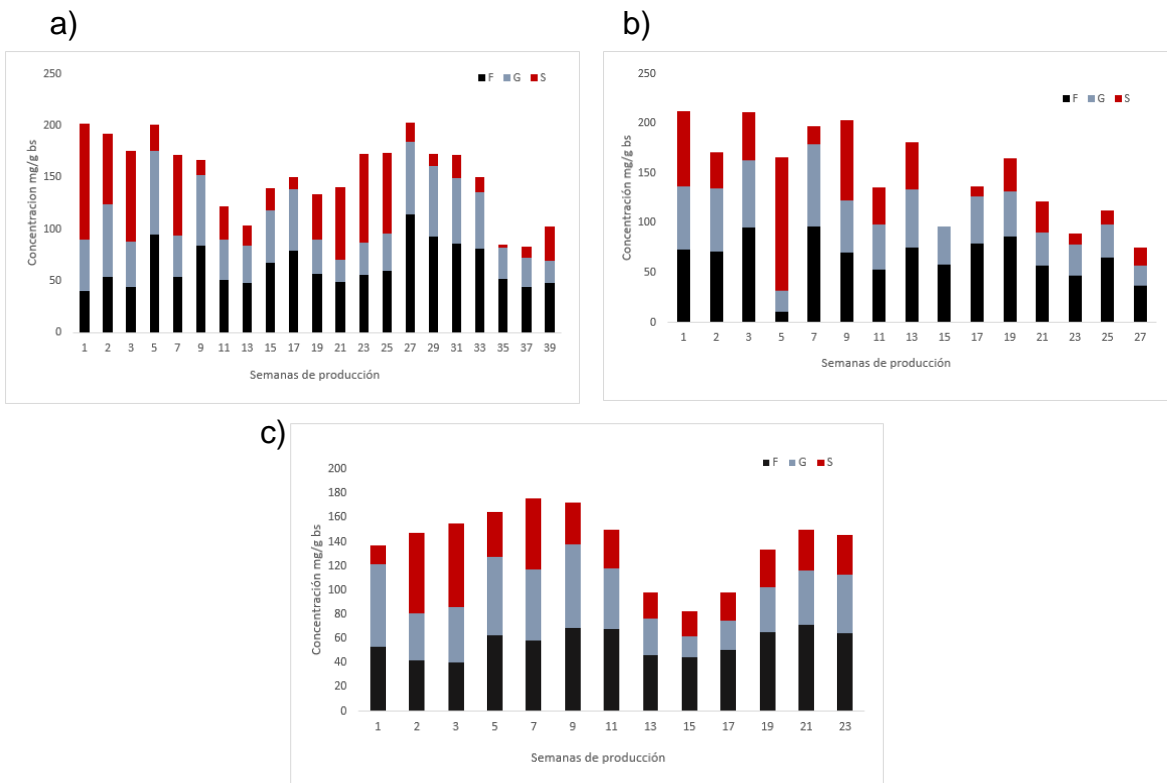 a)
F G S
250
200
150
100
50
0
Concentracion mg/g bs
1 2 3 5 7 9 11 13 15 17 19 21 23 25 27 29 31 33 35 37 39
Semanas de producción
b)
F G S
250
200
150
100
50
0
Concentración mg/g bs
1 2 3 5 7 9 11 13 15 17 19 21 23 25 27
Semanas de producción
c)
F G S
200
180
160
140
120
100
80
60
40
20
0
Concentración mg/g bs
1 2 3 5 7 9 11 13 15 17 19 21 23
Semanas de producción